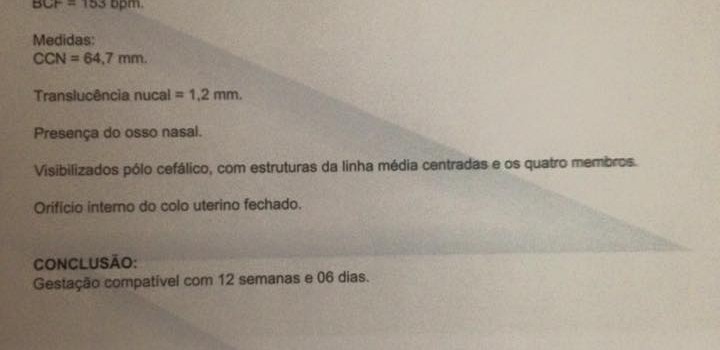 BCF = 153 bpm.
Medidas:
CCN = 64,7 mm.
Translucência nucal = 1,2 mm.
Presença do osso nasal.
Visibilizados pólo cefálico, com estruturas da linha média centradas e os quatro membros.
Orifício interno do colo uterino fechado.
CONCLUSÃO:
Gestação compatível com 12 semanas e 06 dias.